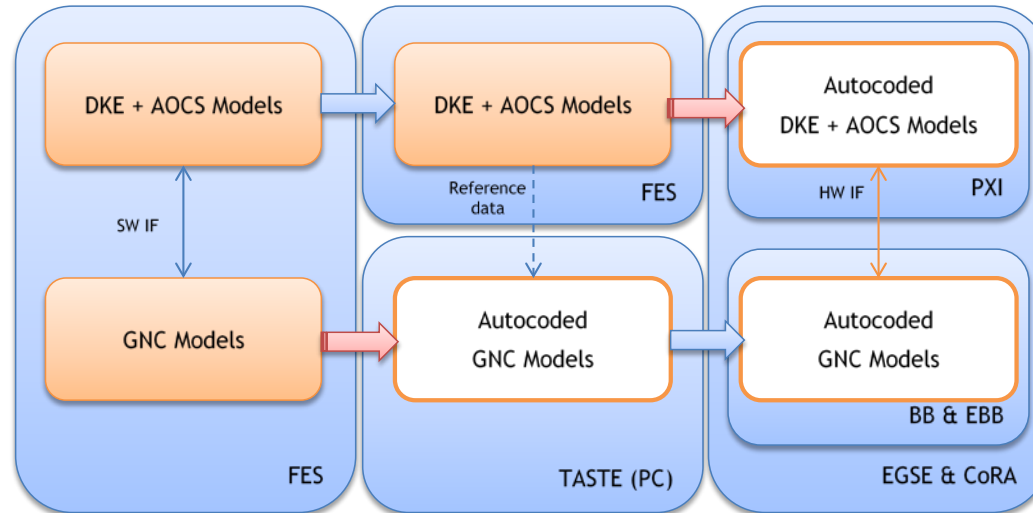 DKE + AOCS Models
SW IF
GNC Models
FES
DKE + AOCS Models
FES
Reference
data
Autocoded
GNC Models
TASTE (PC)
Autocoded
DKE + AOCS Models
PXI
HW IF
Autocoded
GNC Models
BB & EBB
EGSE & CoRA